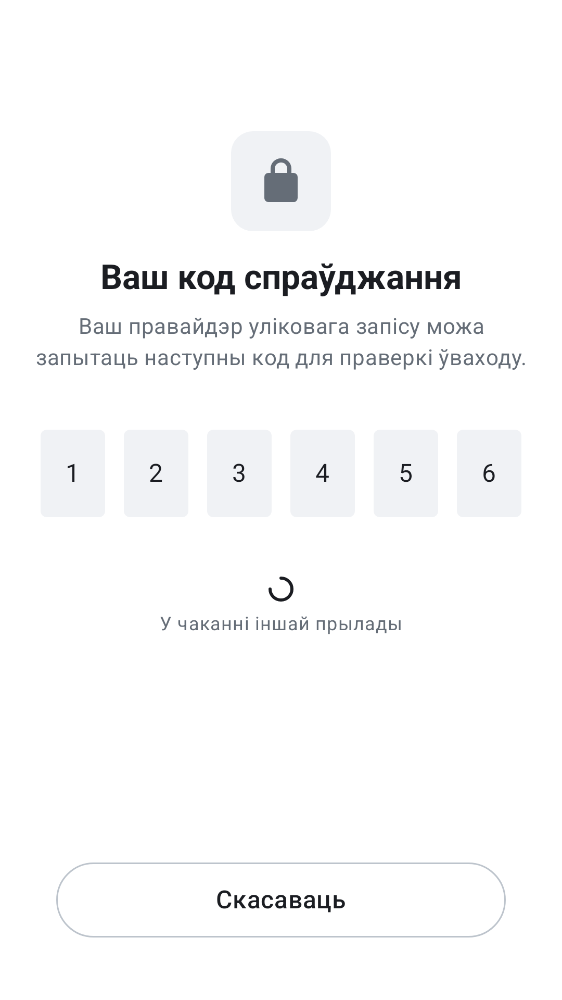 Ваш код спраўджання
Ваш правайдэр уліковага запісу можа
запытаць наступны код для праверкі ўваходу.
1 2 3 4 5 6
У чаканні іншай прылады
Скасаваць